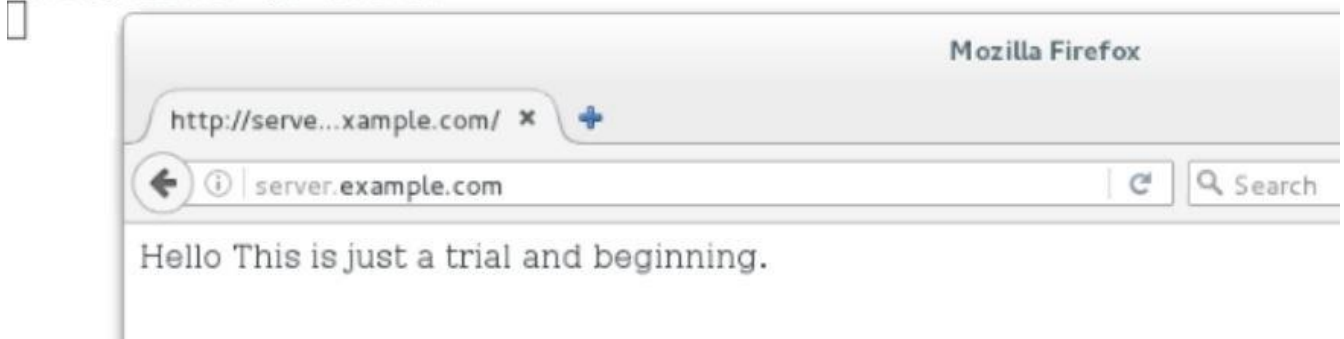 Mozilla Firefox
http://serve...xample.com/
server.example.com
Search
Hello This is just a trial and beginning.